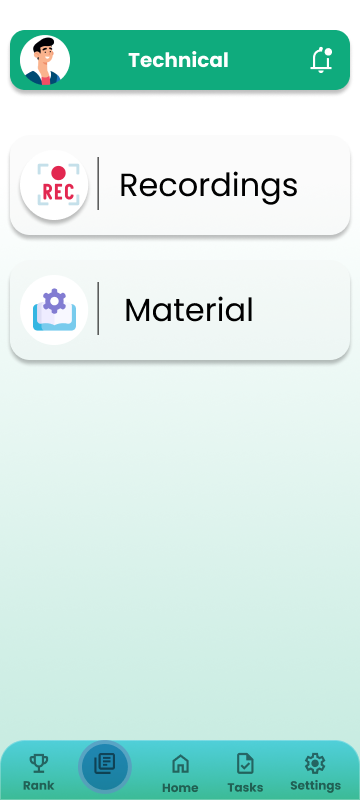 Technical
REC
Recordings
Material
Rank
Home
Tasks
Settings